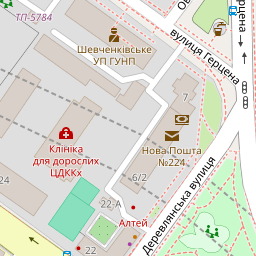 ТП-5784
Шевченківське
УП ГУНП
вулиця Герцена
Герцена
7
Клініка
для дорослих
ЦДККх
Нова Пошта
№224
6/2
24
22-А
Алтей
22
Деревлянська вулиця